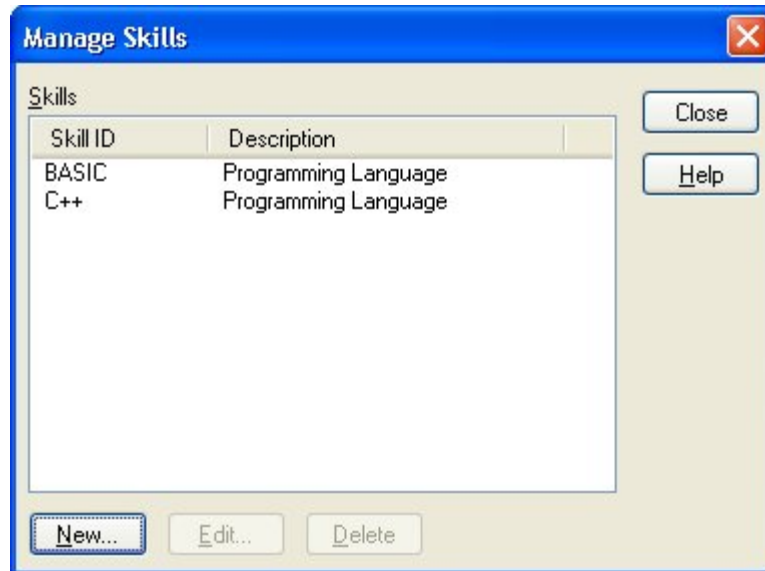 Manage Skills
Skills
Close
Skill ID Description
BASIC Programming Language
Help
C++ Programming Language
New... Edit... Delete